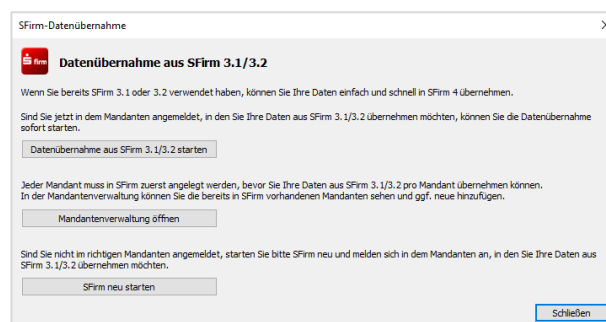 SFirm-Datenübernahme
S firm
Datenübernahme aus SFirm 3.1/3.2
Wenn Sie bereits SFirm 3.1 oder 3.2 verwendet haben, können Sie Ihre Daten einfach und schnell in SFirm 4 übernehmen.
Sind Sie jetzt in dem Mandanten angemeldet, in den Sie Ihre Daten aus SFirm 3.1/3.2 übernehmen möchten, können Sie die Datenübernahme
sofort starten.
Datenübernahme aus SFirm 3.1/3.2 starten
Jeder Mandant muss in SFirm zuerst angelegt werden, bevor Sie Ihre Daten aus SFirm 3.1/3.2 pro Mandant übernehmen können.
In der Mandantenverwaltung können Sie die bereits in SFirm vorhandenen Mandanten sehen und ggf. neue hinzufügen.
Mandantenverwaltung öffnen
Sind Sie nicht im richtigen Mandanten angemeldet, starten Sie bitte SFirm neu und melden sich in dem Mandanten an, in den Sie Ihre Daten aus
SFirm 3.1/3.2 übernehmen möchten.
SFirm neu starten
Schließen